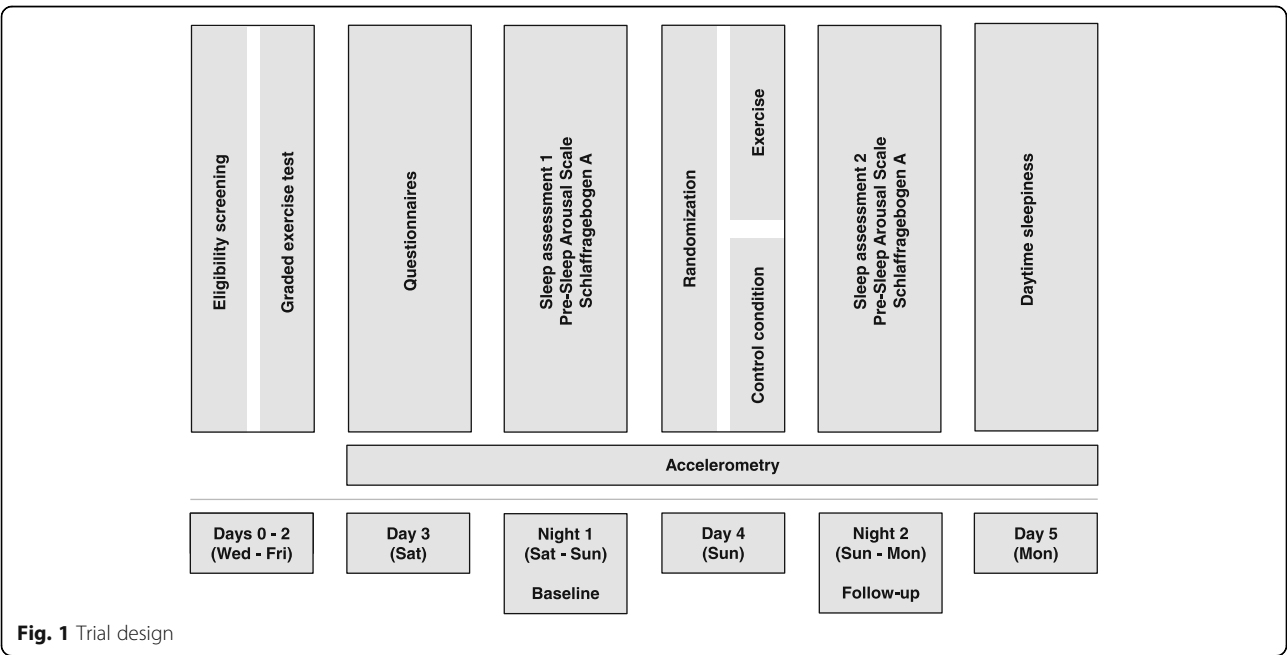 Eligibility screening
Graded exercise test
Questionnaires
Sleep assessment 1
Pre-Sleep Arousal Scale
Schlaffragebogen A
Randomization
Exercise
Control condition
Sleep assessment 2
Pre-Sleep Arousal Scale
Schlaffragebogen A
Daytime sleepiness
Accelerometry
Days 0 - 2
(Wed - Fri)
Day 3
(Sat)
Night 1
(Sat - Sun)
Baseline
Day 4
(Sun)
Night 2
(Sun - Mon)
Follow-up
Day 5
(Mon)
Fig. 1 Trial design